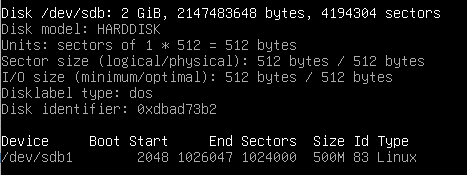 Disk /dev/sdb: 2 GiB, 2147483648 bytes, 4194304 sectors
Disk model: HARDDISK
Units: sectors of 1 * 512 = 512 bytes
Sector size (logical/physical): 512 bytes / 512 bytes
I/O size (minimum/optimal): 512 bytes / 512 bytes
Disklabel type: dos
Disk identifier: 0xdbad73b2
Device     Boot Start     End Sectors  Size Id Type
/dev/sdb1        2048 1026047 1024000  500M 83 Linux